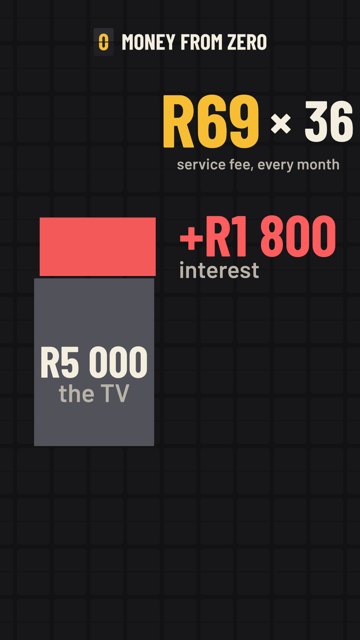 0 MONEY FROM ZERO
R69 × 36
service fee, every month
+R1 800
interest
R5 000
the TV